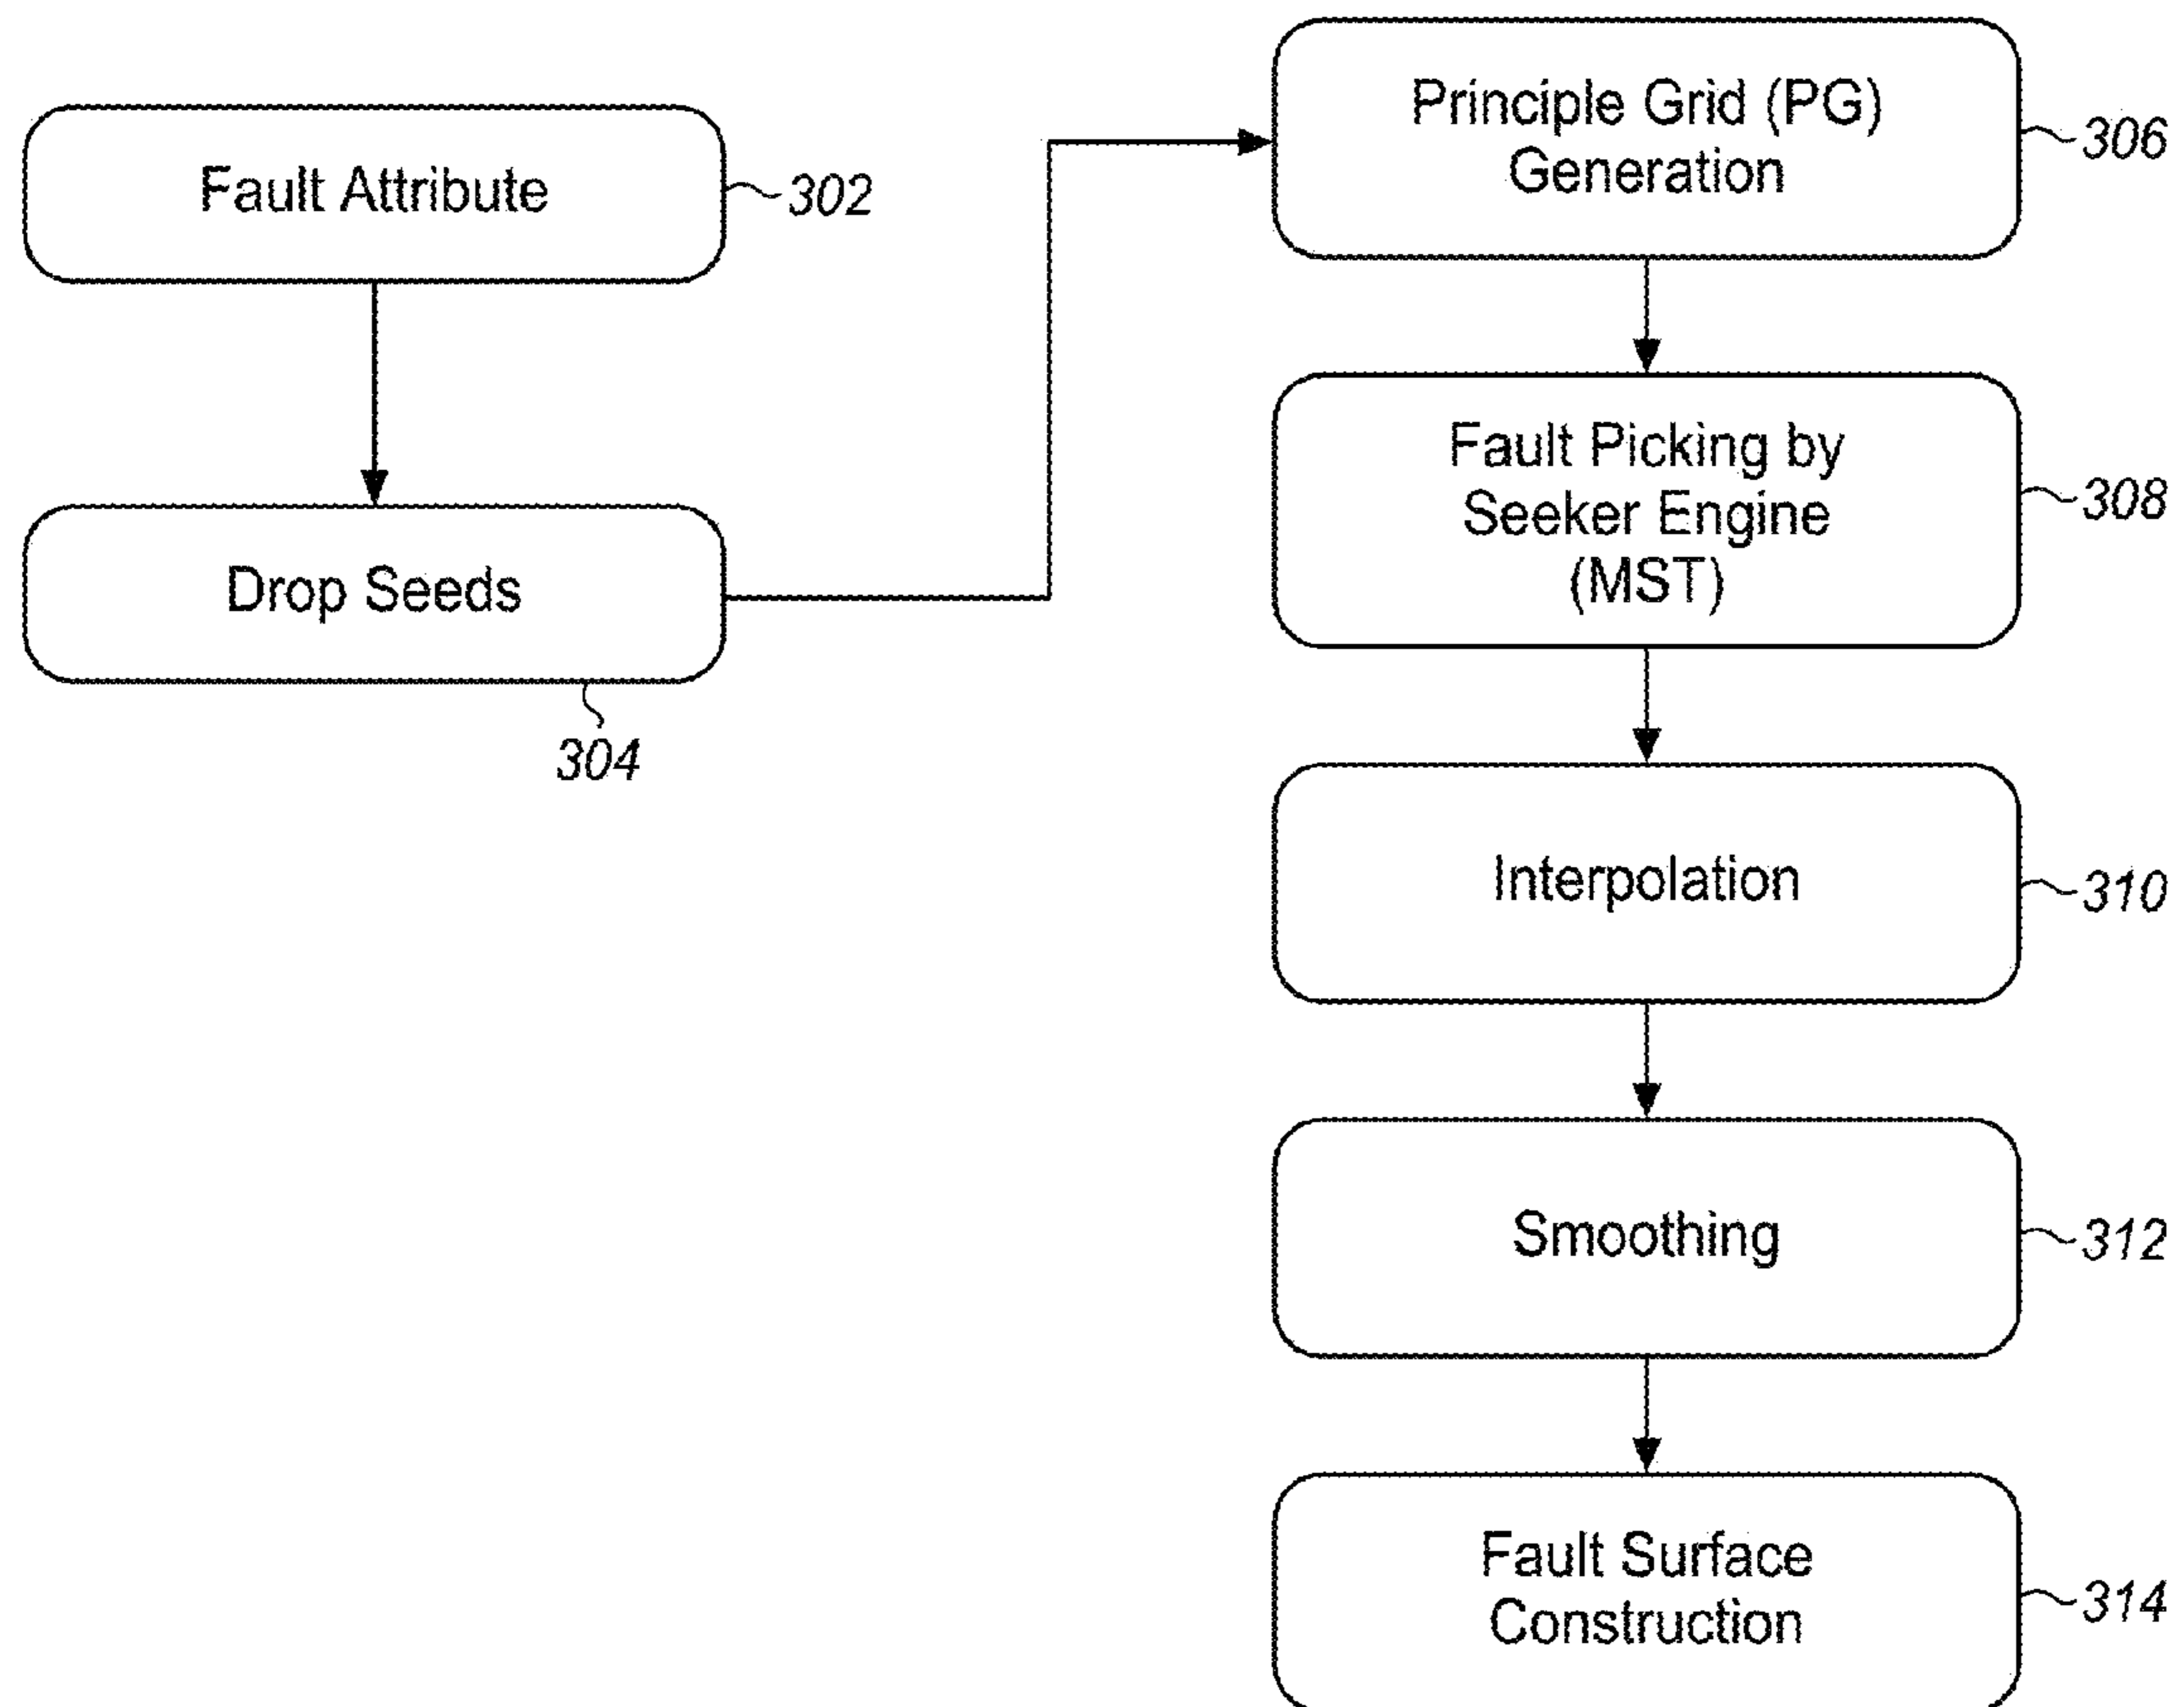 Fault Attribute
302
Drop Seeds
304
Principle Grid (PG)
Generation
306
Fault Picking by
Seeker Engine
(MST)
308
Interpolation
310
Smoothing
312
Fault Surface
Construction
314